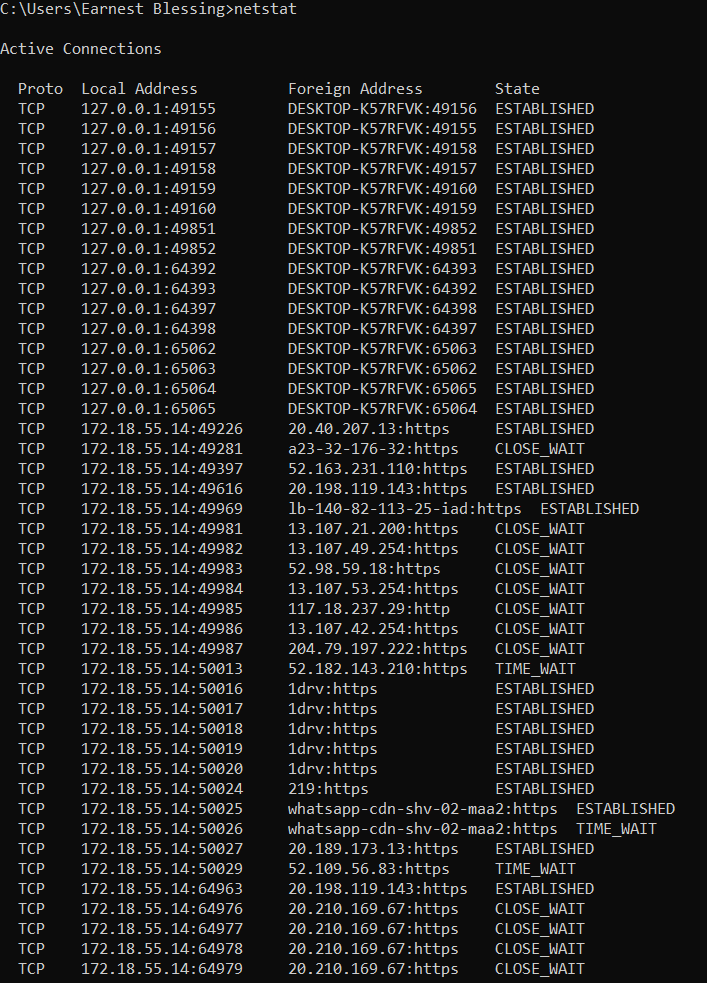 C:\Users\Earnest Blessing>netstat
Active Connections
Proto  Local Address          Foreign Address        State
TCP    127.0.0.1:49155        DESKTOP-K57RFVK:49156  ESTABLISHED
TCP    127.0.0.1:49156        DESKTOP-K57RFVK:49155  ESTABLISHED
TCP    127.0.0.1:49157        DESKTOP-K57RFVK:49158  ESTABLISHED
TCP    127.0.0.1:49158        DESKTOP-K57RFVK:49157  ESTABLISHED
TCP    127.0.0.1:49159        DESKTOP-K57RFVK:49160  ESTABLISHED
TCP    127.0.0.1:49160        DESKTOP-K57RFVK:49159  ESTABLISHED
TCP    127.0.0.1:49851        DESKTOP-K57RFVK:49852  ESTABLISHED
TCP    127.0.0.1:49852        DESKTOP-K57RFVK:49851  ESTABLISHED
TCP    127.0.0.1:64392        DESKTOP-K57RFVK:64393  ESTABLISHED
TCP    127.0.0.1:64393        DESKTOP-K57RFVK:64392  ESTABLISHED
TCP    127.0.0.1:64397        DESKTOP-K57RFVK:64398  ESTABLISHED
TCP    127.0.0.1:64398        DESKTOP-K57RFVK:64397  ESTABLISHED
TCP    127.0.0.1:65062        DESKTOP-K57RFVK:65063  ESTABLISHED
TCP    127.0.0.1:65063        DESKTOP-K57RFVK:65062  ESTABLISHED
TCP    127.0.0.1:65064        DESKTOP-K57RFVK:65065  ESTABLISHED
TCP    127.0.0.1:65065        DESKTOP-K57RFVK:65064  ESTABLISHED
TCP    172.18.55.14:49226     20.40.207.13:https     ESTABLISHED
TCP    172.18.55.14:49281     a23-32-176-32:https    CLOSE_WAIT
TCP    172.18.55.14:49397     52.163.231.110:https   ESTABLISHED
TCP    172.18.55.14:49616     20.198.119.143:https   ESTABLISHED
TCP    172.18.55.14:49969     lb-140-82-113-25-iad:https  ESTABLISHED
TCP    172.18.55.14:49981     13.107.21.200:https    CLOSE_WAIT
TCP    172.18.55.14:49982     13.107.49.254:https    CLOSE_WAIT
TCP    172.18.55.14:49983     52.98.59.18:https      CLOSE_WAIT
TCP    172.18.55.14:49984     13.107.53.254:https    CLOSE_WAIT
TCP    172.18.55.14:49985     117.18.237.29:http     CLOSE_WAIT
TCP    172.18.55.14:49986     13.107.42.254:https    CLOSE_WAIT
TCP    172.18.55.14:49987     204.79.197.222:https   CLOSE_WAIT
TCP    172.18.55.14:50013     52.182.143.210:https   TIME_WAIT
TCP    172.18.55.14:50016     1drv:https             ESTABLISHED
TCP    172.18.55.14:50017     1drv:https             ESTABLISHED
TCP    172.18.55.14:50018     1drv:https             ESTABLISHED
TCP    172.18.55.14:50019     1drv:https             ESTABLISHED
TCP    172.18.55.14:50020     1drv:https             ESTABLISHED
TCP    172.18.55.14:50024     219:https              ESTABLISHED
TCP    172.18.55.14:50025     whatsapp-cdn-shv-02-maa2:https  ESTABLISHED
TCP    172.18.55.14:50026     whatsapp-cdn-shv-02-maa2:https  TIME_WAIT
TCP    172.18.55.14:50027     20.189.173.13:https    ESTABLISHED
TCP    172.18.55.14:50029     52.109.56.83:https     TIME_WAIT
TCP    172.18.55.14:64963     20.198.119.143:https   ESTABLISHED
TCP    172.18.55.14:64976     20.210.169.67:https    CLOSE_WAIT
TCP    172.18.55.14:64977     20.210.169.67:https    CLOSE_WAIT
TCP    172.18.55.14:64978     20.210.169.67:https    CLOSE_WAIT
TCP    172.18.55.14:64979     20.210.169.67:https    CLOSE_WAIT